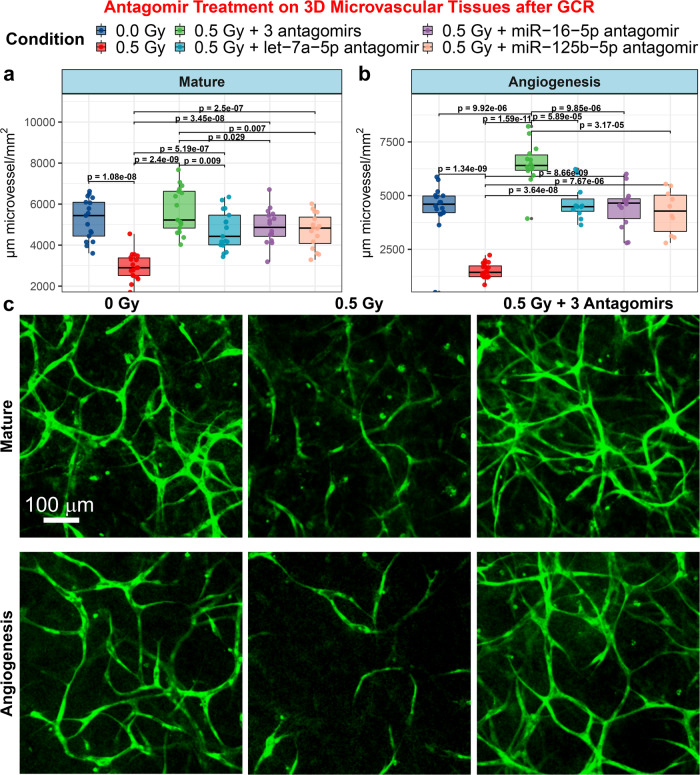 Antagomir Treatment on 3D Microvascular Tissues after GCR
Condition
0.0 Gy
0.5 Gy
0.5 Gy + 3 antagomirs
0.5 Gy + let-7a-5p antagomir
0.5 Gy + miR-16-5p antagomir
0.5 Gy + miR-125b-5p antagomir
a
Mature
µm microvessel/mm²
10000
8000
6000
4000
2000
p = 2.5e-07
p = 3.45e-08
p = 0.007
p = 0.029
p = 5.19e-07
p = 2.4e-09
p = 0.009
p = 1.08e-08
b
Angiogenesis
µm microvessel/mm²
7500
5000
2500
p = 9.92e-06
p = 9.85e-06
p = 1.59e-11
p = 5.89e-05
p = 3.17-05
p = 1.34e-09
p = 8.66e-09
p = 7.67e-06
p = 3.64e-08
c
0 Gy
0.5 Gy
0.5 Gy + 3 Antagomirs
Mature
100 µm
Angiogenesis